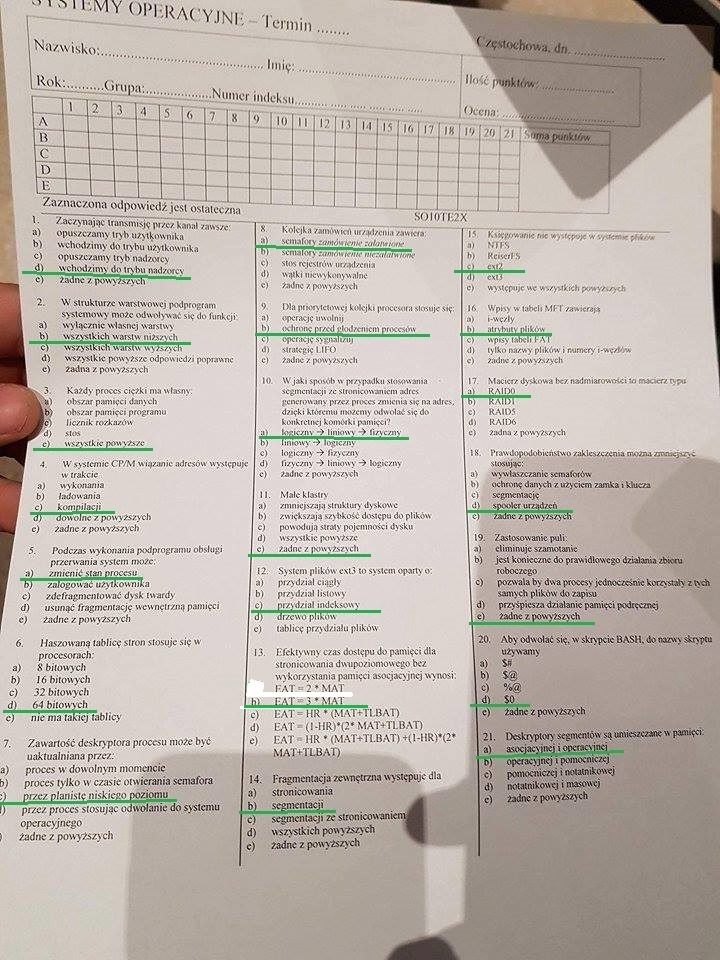 SYSTEMY OPERACYJNE – Termin ........
Częstochowa, dn. ........................
Nazwisko:........................................ Imię: ........................................
Rok:..........Grupa:..................Numer indeksu.................................
Ilość punktów: ........................
Ocena: ........................
1 2 3 4 5 6 7 8 9 10 11 12 13 14 15 16 17 18 19 20 21 Suma punktów
A
B
C
D
E
Zaznaczona odpowiedź jest ostateczna
SO10TE2X
1. Zaczynając transmisję przez kanał zawsze:
a) opuszczamy tryb użytkownika
b) wchodzimy do trybu użytkownika
c) opuszczamy tryb nadzorcy
d) wchodzimy do trybu nadzorcy
e) żadne z powyższych
2. W strukturze warstwowej podprogram
systemowy może odwoływać się do funkcji:
a) wyłącznie własnej warstwy
b) wszystkich warstw niższych
c) wszystkich warstw wyższych
d) wszystkie powyższe odpowiedzi poprawne
e) żadna z powyższych
3. Każdy proces ciężki ma własny:
a) obszar pamięci danych
b) obszar pamięci programu
c) licznik rozkazów
d) stos
e) wszystkie powyższe
4. W systemie CP/M wiązanie adresów występuje
w trakcie
a) wykonania
b) ładowania
c) kompilacji
d) dowolne z powyższych
e) żadne z powyższych
5. Podczas wykonania podprogramu obsługi
przerwania system może:
a) zmienić stan procesu
b) zalogować użytkownika
c) zdefragmentować dysk twardy
d) usunąć fragmentację wewnętrzną pamięci
e) żadne z powyższych
6. Haszowaną tablicę stron stosuje się w
procesorach:
a) 8 bitowych
b) 16 bitowych
c) 32 bitowych
d) 64 bitowych
e) nie ma takiej tablicy
7. Zawartość deskryptora procesu może być
uaktualniana przez:
a) proces w dowolnym momencie
b) proces tylko w czasie otwierania semafora
c) przez planistę niskiego poziomu
d) przez proces stosując odwołanie do systemu
operacyjnego
) żadne z powyższych
8. Kolejka zamówień urządzenia zawiera:
a) semafory zamówienie załatwione
b) semafory zamówienie niezałatwione
c) stos rejestrów urządzenia
d) wątki niewykonywalne
e) żadne z powyższych
9. Dla priorytetowej kolejki procesora stosuje się:
a) operację uwolnij
b) ochronę przed głodzeniem procesów
c) operację sygnalizuj
d) strategię LIFO
e) żadne z powyższych
10. W jaki sposób w przypadku stosowania
segmentacji ze stronicowaniem adres
generowany przez proces zmienia się na adres,
dzięki któremu możemy odwołać się do
konkretnej komórki pamięci?
a) logiczny → liniowy → fizyczny
b) liniowy → logiczny
c) fizyczny → logiczny
d) fizyczny → liniowy → logiczny
e) żadne z powyższych
11. Małe klastry
a) zmniejszają struktury dyskowe
b) zwiększają szybkość dostępu do plików
c) powodują straty pojemności dysku
d) wszystkie powyższe
e) żadne z powyższych
12. System plików ext3 to system oparty o:
a) przydział ciągły
b) przydział listowy
c) przydział indeksowy
d) drzewo plików
e) tablicę przydziału plików
13. Efektywny czas dostępu do pamięci dla
stronicowania dwupoziomowego bez
wykorzystania pamięci asocjacyjnej wynosi:
EAT = 2 * MAT
b) EAT = 3 * MAT
c) EAT = HR * (MAT+TLBAT)
d) EAT = (1-HR)*(2* MAT+TLBAT)
e) EAT = HR * (MAT+TLBAT) +(1-HR)*(2*
MAT+TLBAT)
14. Fragmentacja zewnętrzna występuje dla
a) stronicowania
b) segmentacji
c) segmentacji ze stronicowaniem
d) wszystkich powyższych
e) żadne z powyższych
15 Księgowanie nie występuje w systemie plików
a) NTFS
b) ReiserFS
c) ext2
d) ext3
e) występuje we wszystkich powyższych
16. Wpisy w tabeli MFT zawierają
a) i-węzły
b) atrybuty plików
c) wpisy tabeli FAT
d) tylko nazwy plików i numery i-węzłów
e) żadne z powyższych
17. Macierz dyskowa bez nadmiarowości to macierz typu
a) RAID0
b) RAID1
c) RAID5
d) RAID6
e) żadna z powyższych
18. Prawdopodobieństwo zakleszczenia można zmniejszyć
stosując:
a) wywłaszczanie semaforów
b) ochronę danych z użyciem zamka i klucza
c) segmentację
d) spooler urządzeń
e) żadne z powyższych
19. Zastosowanie puli:
a) eliminuje szamotanie
b) jest konieczne do prawidłowego działania zbioru
roboczego
c) pozwala by dwa procesy jednocześnie korzystały z tych
samych plików do zapisu
d) przyśpiesza działanie pamięci podręcznej
e) żadne z powyższych
20. Aby odwołać się, w skrypcie BASH, do nazwy skryptu
używamy
a) $#
b) $@
c) %@
d) $0
e) żadne z powyższych
21. Deskryptory segmentów są umieszczane w pamięci:
a) asocjacyjnej i operacyjnej
b) operacyjnej i pomocniczej
c) pomocniczej i notatnikowej
d) notatnikowej i masowej
e) żadne z powyższych